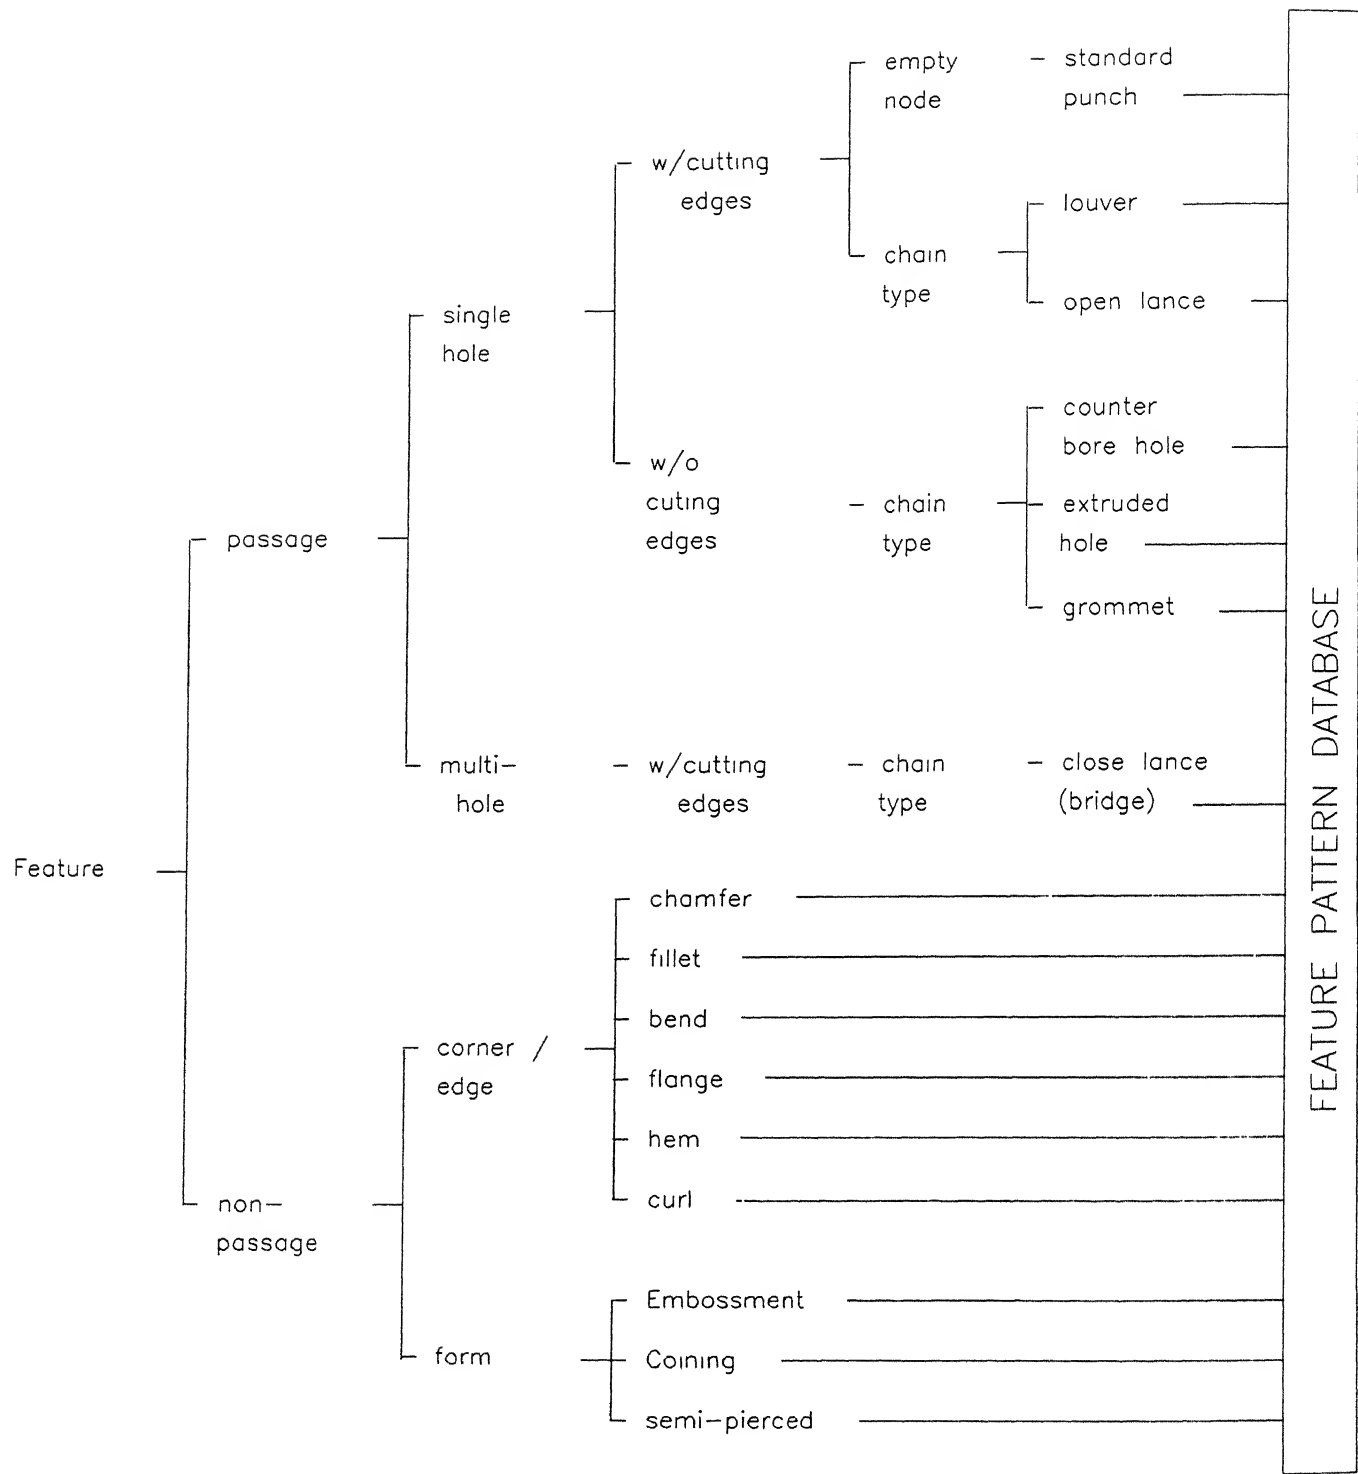 empty
node
– standard
punch
w/cutting
edges
louver
chain
type
open lance
single
hole
counter
bore hole
w/o
cuting
edges
– chain
type
extruded
hole
grommet
passage
multi–
hole
– w/cutting
edges
– chain
type
– close lance
(bridge)
Feature
chamfer
fillet
bend
corner /
edge
flange
hem
curl
non–
passage
Embossment
form
Coining
semi–pierced
FEATURE PATTERN DATABASE